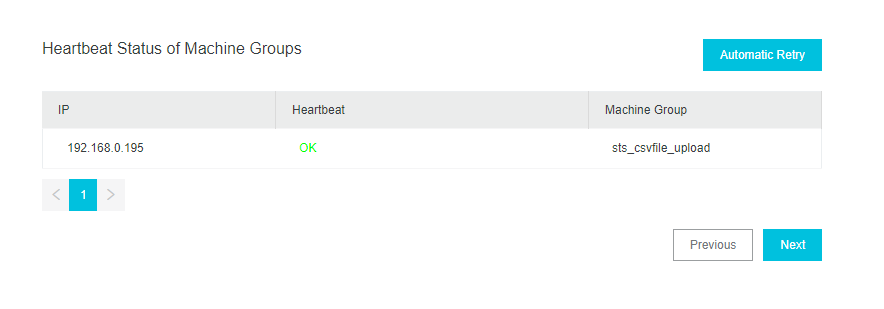 Heartbeat Status of Machine Groups
Automatic Retry
IP Heartbeat Machine Group
192.168.0.195 OK sts_csvfile_upload
< 1 >
Previous Next